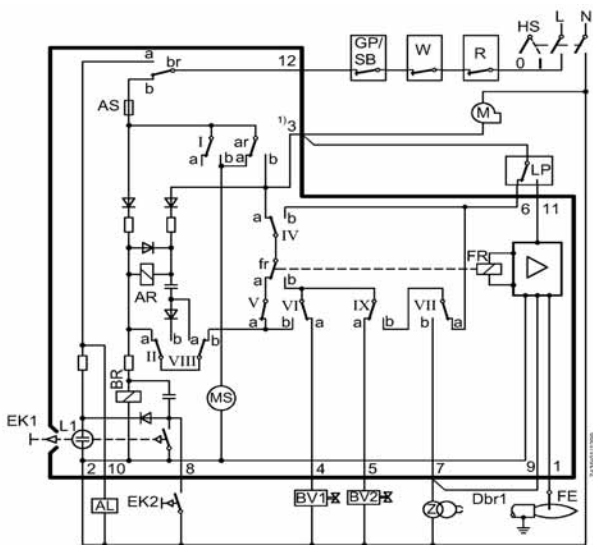 HS L N
GP/
SB
W
R
0 1
a
br
12
b
AS
1) 3
M
I
ar
a
b
a
b
LP
a
b
6
11
IV
fr
FR
AR
a
b
V
VI
IX
VII
a
b
a
b
a
b
a
b
a
b
a
II
VIII
BR
MS
EK1
L1
2
10
8
4
5
7
9
1
AL
EK2
BV1
BV2
Z
Dbr1
FE